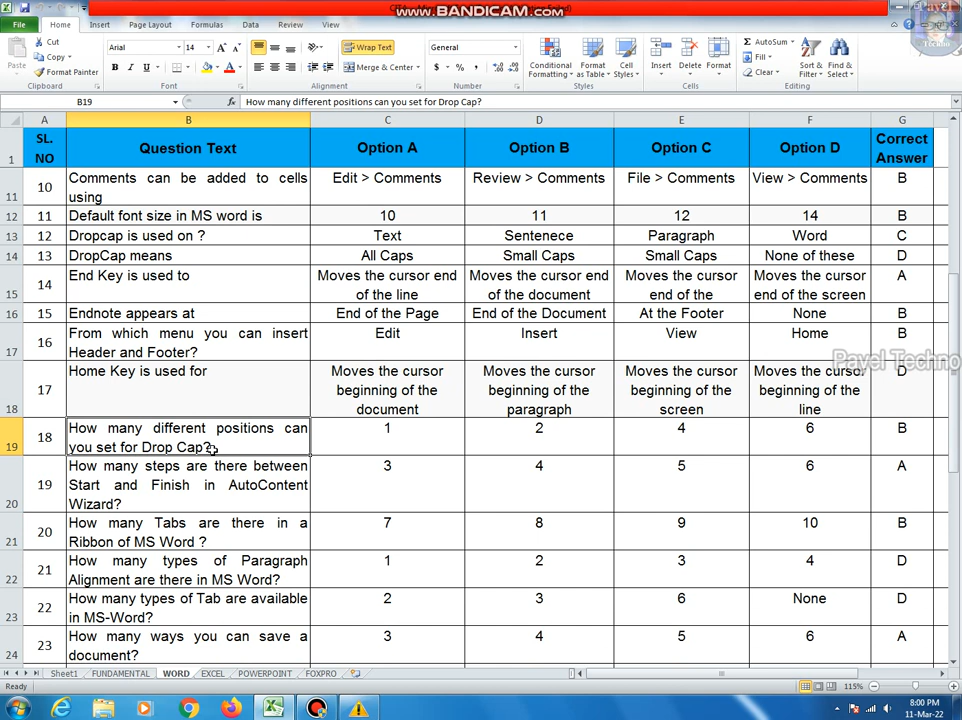 www.BANDICAM.com
File Home Insert Page Layout Formulas Data Review View
Cut
Copy
Format Painter
Paste
Clipboard
Arial 14
Font
Wrap Text
Merge & Center
Alignment
General
Number
Conditional Formatting
Format as Table
Cell Styles
Styles
Insert Delete Format
Cells
AutoSum
Fill
Clear
Sort & Filter
Find & Select
Editing
B19 fx How many different positions can you set for Drop Cap?
A B C D E F G
1 SL. NO Question Text Option A Option B Option C Option D Correct Answer
11 10 Comments can be added to cells using Edit > Comments Review > Comments File > Comments View > Comments B
12 11 Default font size in MS word is 10 11 12 14 B
13 12 Dropcap is used on ? Text Sentenece Paragraph Word C
14 13 DropCap means All Caps Small Caps Small Caps None of these D
15 14 End Key is used to Moves the cursor end of the line Moves the cursor end of the document Moves the cursor end of the Moves the cursor end of the screen A
16 15 Endnote appears at End of the Page End of the Document At the Footer None B
17 16 From which menu you can insert Header and Footer? Edit Insert View Home B
Pavel Techno
18 17 Home Key is used for Moves the cursor beginning of the document Moves the cursor beginning of the paragraph Moves the cursor beginning of the screen Moves the cursor beginning of the line D
19 18 How many different positions can you set for Drop Cap? 1 2 4 6 B
20 19 How many steps are there between Start and Finish in AutoContent Wizard? 3 4 5 6 A
21 20 How many Tabs are there in a Ribbon of MS Word ? 7 8 9 10 B
22 21 How many types of Paragraph Alignment are there in MS Word? 1 2 3 4 D
23 22 How many types of Tab are available in MS-Word? 2 3 6 None D
24 23 How many ways you can save a document? 3 4 5 6 A
Sheet1 FUNDAMENTAL WORD EXCEL POWERPOINT FOXPRO
Ready 115%
8:00 PM
11-Mar-22